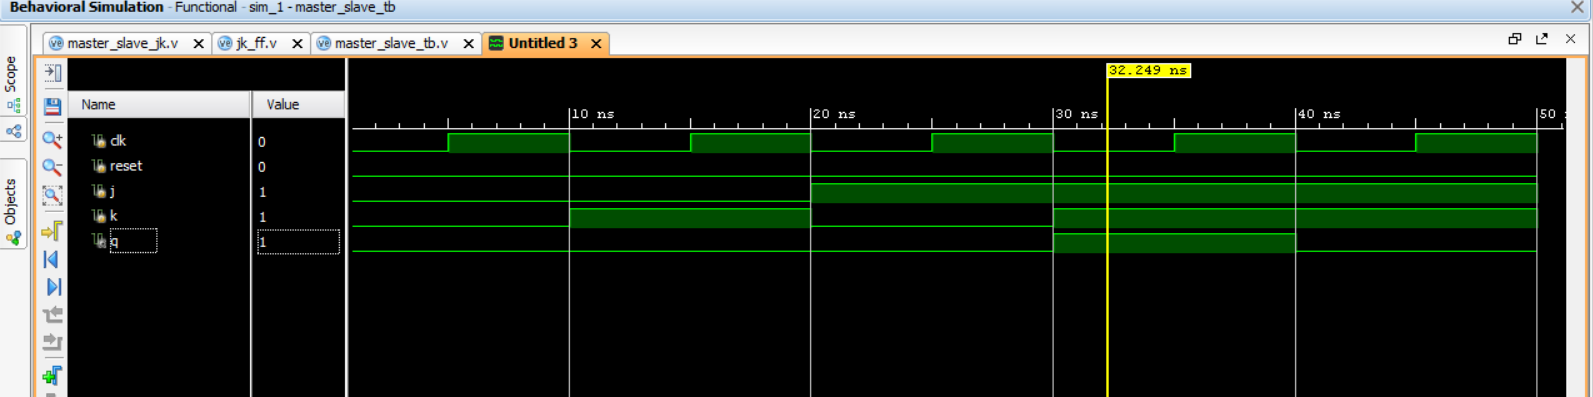 Behavioral Simulation - Functional - sim_1 - master_slave_tb
master_slave_jk.v jk_ff.v master_slave_tb.v Untitled 3
Scope
Objects
32.249 ns
Name Value
10 ns 20 ns 30 ns 40 ns 50
clk 0
reset 0
j 1
k 1
q 1